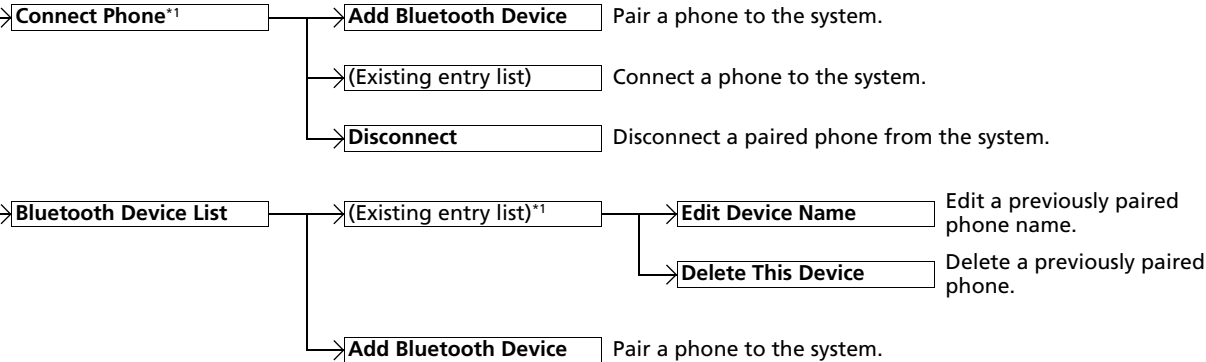 Connect Phone*1
Add Bluetooth Device Pair a phone to the system.
(Existing entry list) Connect a phone to the system.
Disconnect Disconnect a paired phone from the system.
Bluetooth Device List (Existing entry list)*1 Edit Device Name Edit a previously paired
phone name.
Delete This Device Delete a previously paired
phone.
Add Bluetooth Device Pair a phone to the system.